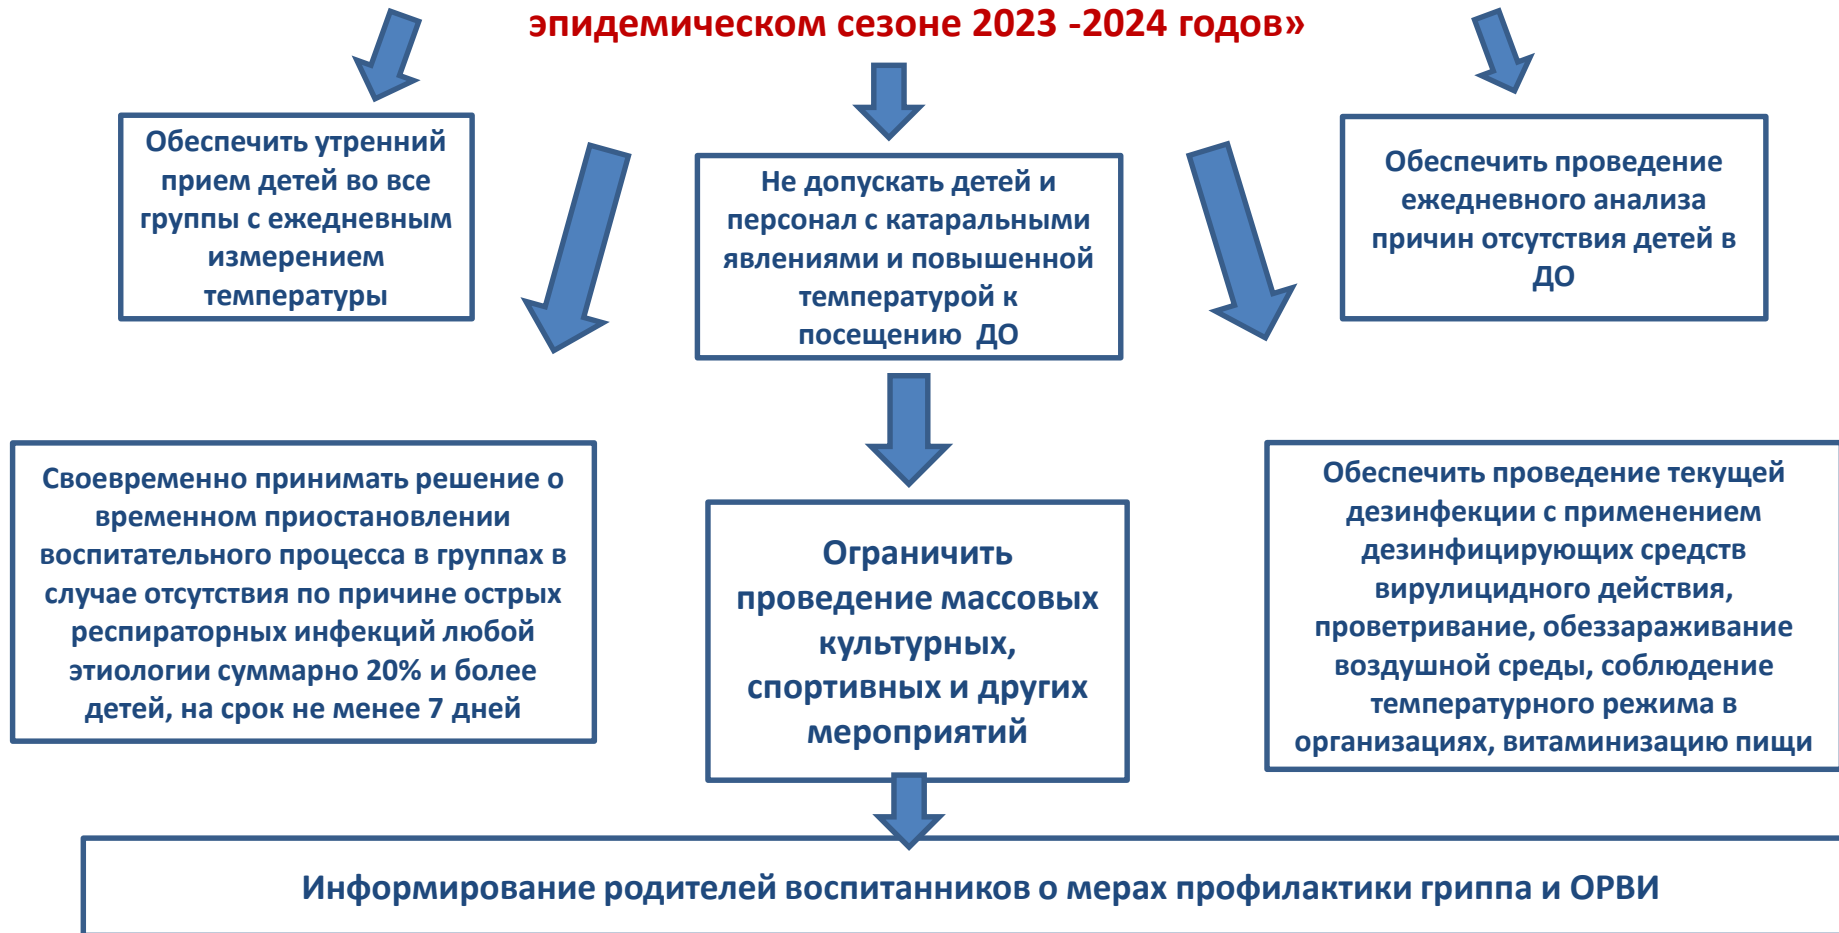 эпидемическом сезоне 2023 -2024 годов»
Обеспечить утренний
прием детей во все
группы с ежедневным
измерением
температуры
Не допускать детей и
персонал с катаральными
явлениями и повышенной
температурой к
посещению ДО
Обеспечить проведение
ежедневного анализа
причин отсутствия детей в
ДО
Своевременно принимать решение о
временном приостановлении
воспитательного процесса в группах в
случае отсутствия по причине острых
респираторных инфекций любой
этиологии суммарно 20% и более
детей, на срок не менее 7 дней
Ограничить
проведение массовых
культурных,
спортивных и других
мероприятий
Обеспечить проведение текущей
дезинфекции с применением
дезинфицирующих средств
вирулицидного действия,
проветривание, обеззараживание
воздушной среды, соблюдение
температурного режима в
организациях, витаминизацию пищи
Информирование родителей воспитанников о мерах профилактики гриппа и ОРВИ